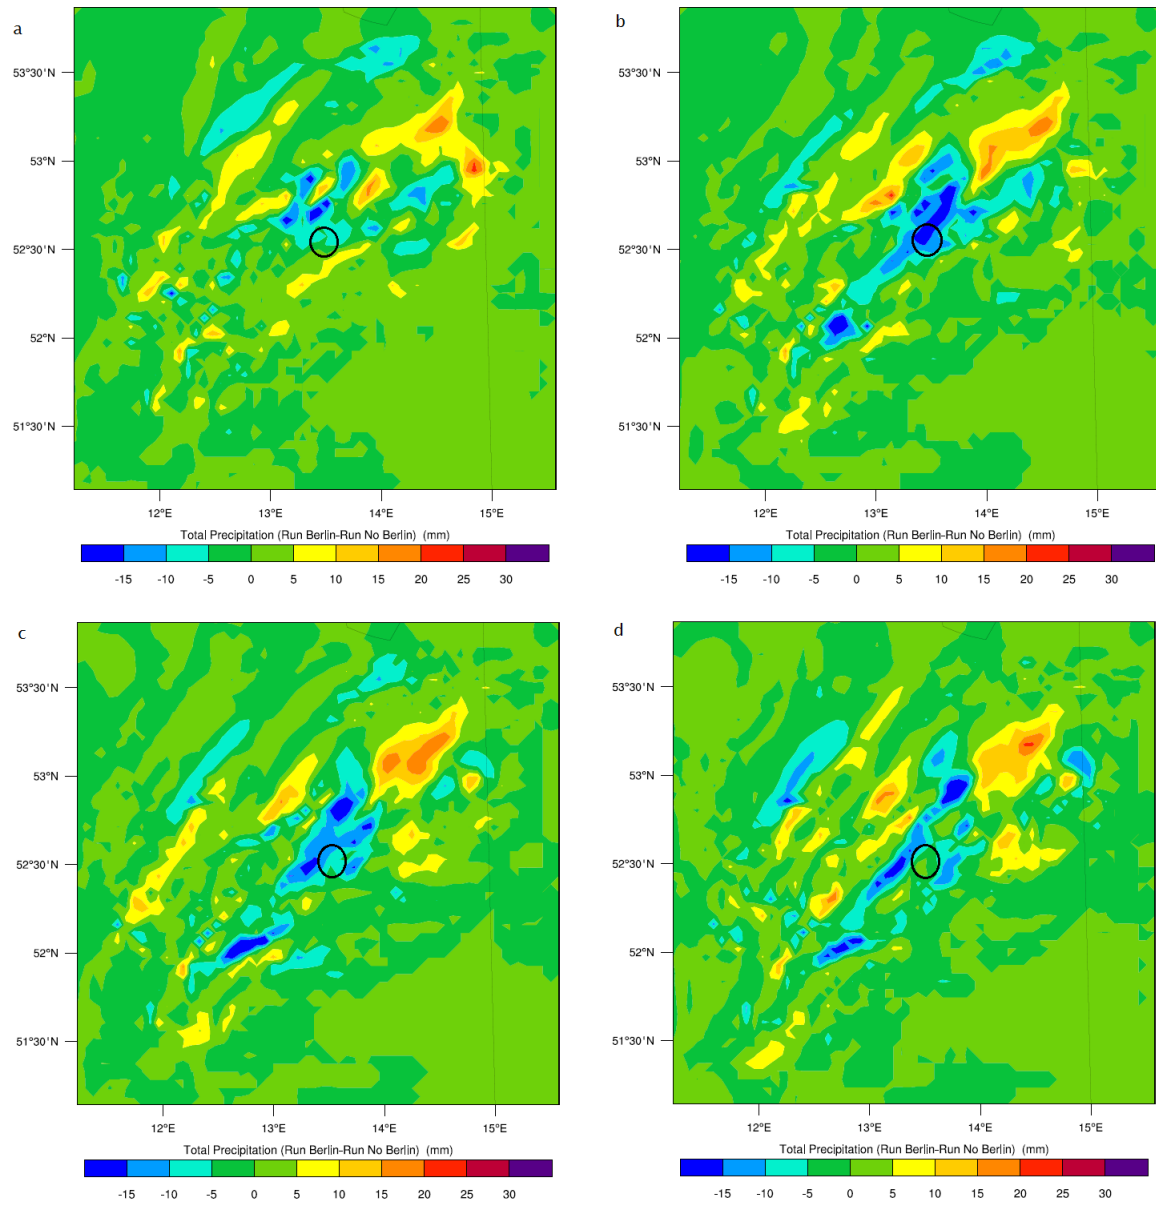 a
53°30'N
53°N
52°30'N
52°N
51°30'N
12°E 13°E 14°E 15°E
Total Precipitation (Run Berlin-Run No Berlin) (mm)
-15 -10 -5 0 5 10 15 20 25 30
b
53°30'N
53°N
52°30'N
52°N
51°30'N
12°E 13°E 14°E 15°E
Total Precipitation (Run Berlin-Run No Berlin) (mm)
-15 -10 -5 0 5 10 15 20 25 30
c
53°30'N
53°N
52°30'N
52°N
51°30'N
12°E 13°E 14°E 15°E
Total Precipitation (Run Berlin-Run No Berlin) (mm)
-15 -10 -5 0 5 10 15 20 25 30
d
53°30'N
53°N
52°30'N
52°N
51°30'N
12°E 13°E 14°E 15°E
Total Precipitation (Run Berlin-Run No Berlin) (mm)
-15 -10 -5 0 5 10 15 20 25 30